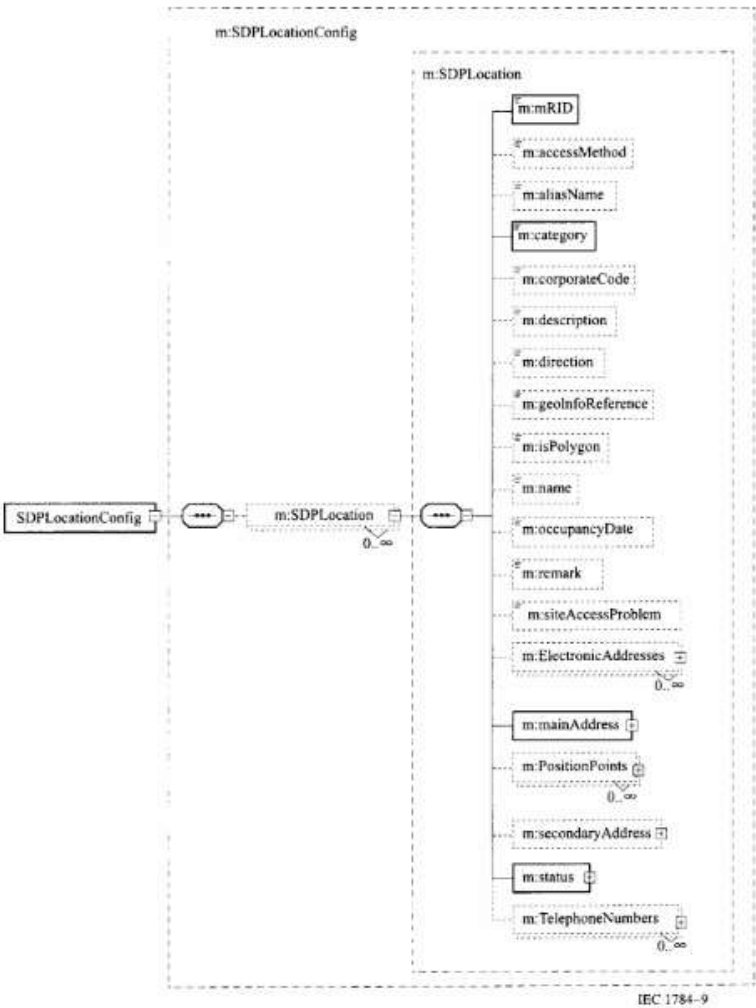 m:SDPLocationConfig
m:SDPLocation
m:mRID
m:accessMethod
m:aliasName
m:category
m:corporateCode
m:description
m:direction
m:geoInfoReference
m:isPolygon
m:name
SDPLocationConfig
m:SDPLocation
0..∞
m:occupancyDate
m:remark
m:siteAccessProblem
m:ElectronicAddresses
0..∞
m:mainAddress
m:PositionPoints
0..∞
m:secondaryAddress
m:status
m:TelephoneNumbers
0..∞
IEC 1784-9